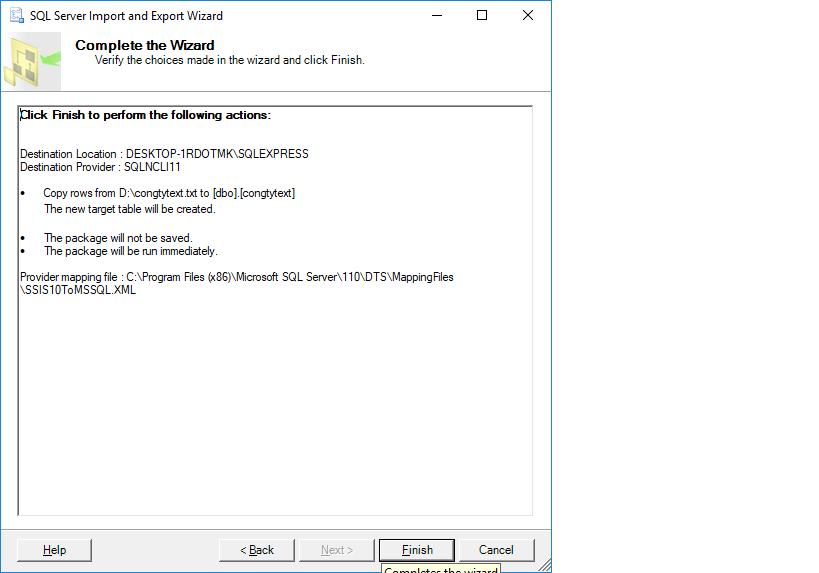 SQL Server Import and Export Wizard
Complete the Wizard
Verify the choices made in the wizard and click Finish.
Click Finish to perform the following actions:
Destination Location : DESKTOP-1RDOTMK\SQLEXPRESS
Destination Provider : SQLNCLI11
• Copy rows from D:\congtytext.txt to [dbo].[congtytext]
The new target table will be created.
• The package will not be saved.
• The package will be run immediately.
Provider mapping file : C:\Program Files (x86)\Microsoft SQL Server\110\DTS\MappingFiles
\SSIS10ToMSSQL.XML
Help < Back Next > Finish Cancel
Completes the wizard